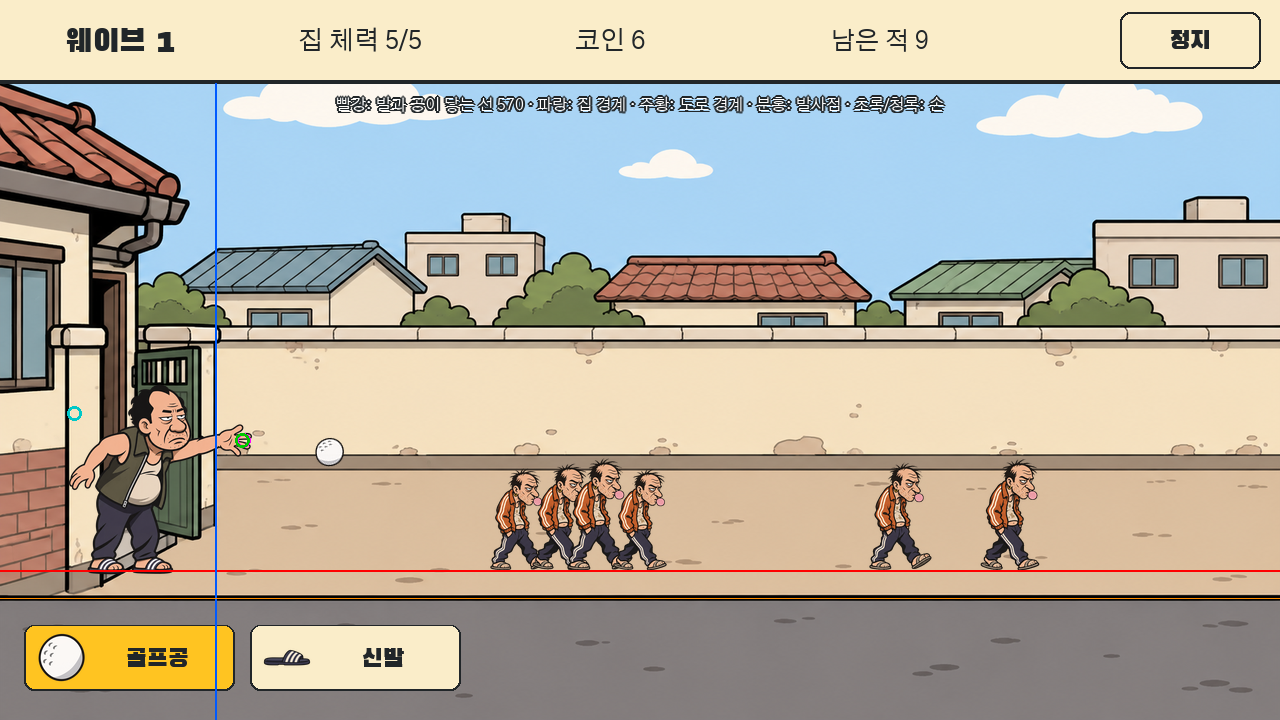 웨이브 1
집 체력 5/5
코인 6
남은 적 9
정지
빨강: 발과 공이 닿는 선 570 · 파랑: 집 경계 · 주황: 도로 경계 · 분홍: 발사점 · 초록/청록: 손
골프공
신발